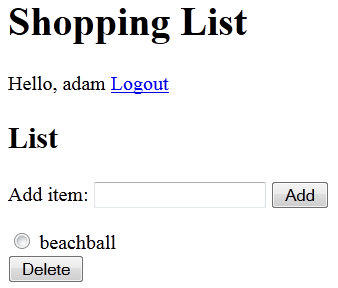 Shopping List
Hello, adam Logout
List
Add item: Add
beachball
Delete